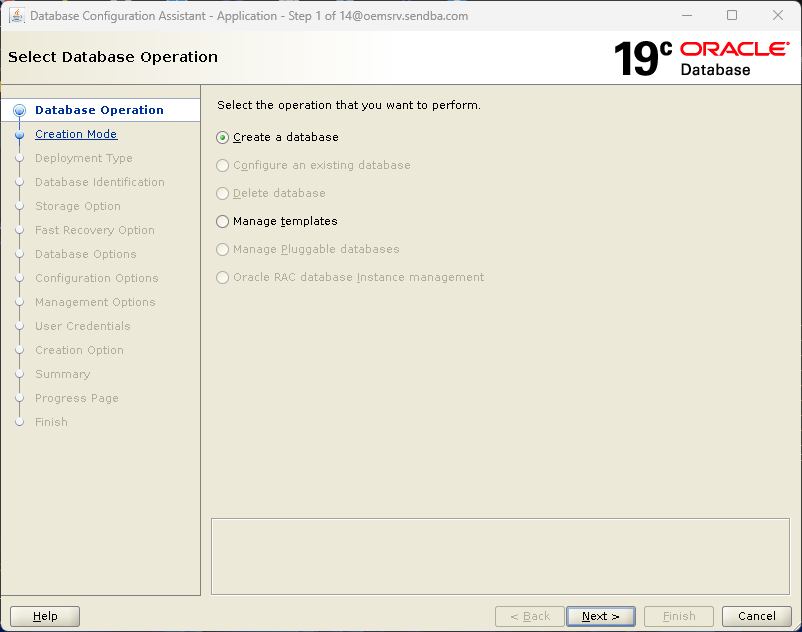 Database Configuration Assistant - Application - Step 1 of 14@oemsrv.sendba.com
Select Database Operation
19c ORACLE
Database
Database Operation
Creation Mode
Deployment Type
Database Identification
Storage Option
Fast Recovery Option
Database Options
Configuration Options
Management Options
User Credentials
Creation Option
Summary
Progress Page
Finish
Select the operation that you want to perform.
Create a database
Configure an existing database
Delete database
Manage templates
Manage Pluggable databases
Oracle RAC database Instance management
Help
< Back
Next >
Finish
Cancel